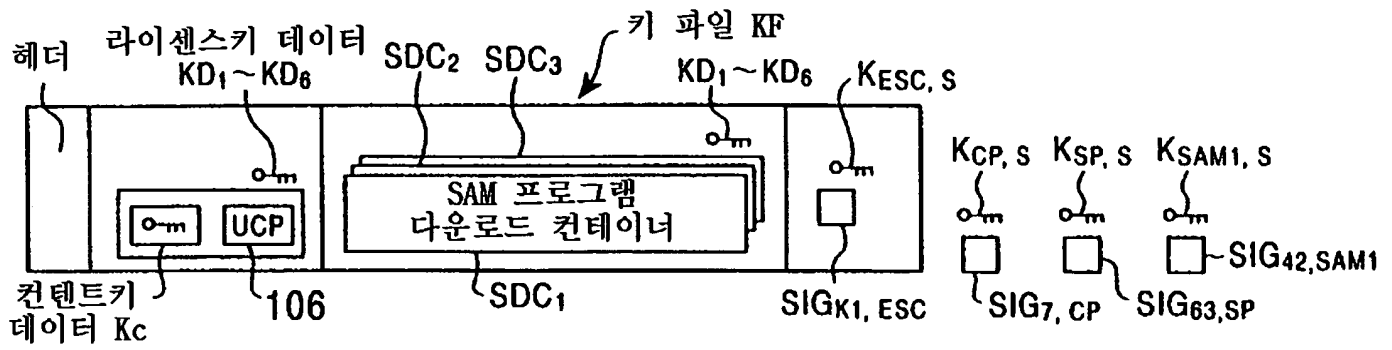 키 파일 KF
헤더
라이센스키 데이터
KD1~KD6
SDC2
SDC3
KD1~KD6
KESC, S
KCP, S
KSP, S
KSAM1, S
UCP
SAM 프로그램
다운로드 컨테이너
컨텐트키
데이터 Kc
106
SDC1
SIGK1, ESC
SIG7, CP
SIG63,SP
SIG42,SAM1